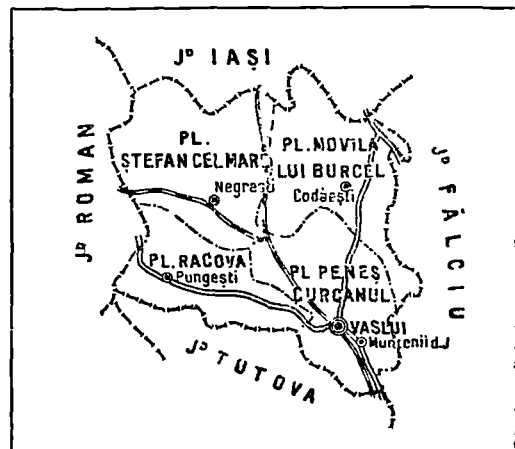 Jᴰ IAȘI
PL.
ȘTEFAN CEL MARE
Negrești
PL. MOVILA
LUI BURCEL
Codăești
Jᴰ ROMAN
Jᴰ FĂLCIU
PL. RACOVA
Pungești
PL PENEȘ
CURCANUL
VASLUI
Muntenii d.J
Jᴰ TUTOVA